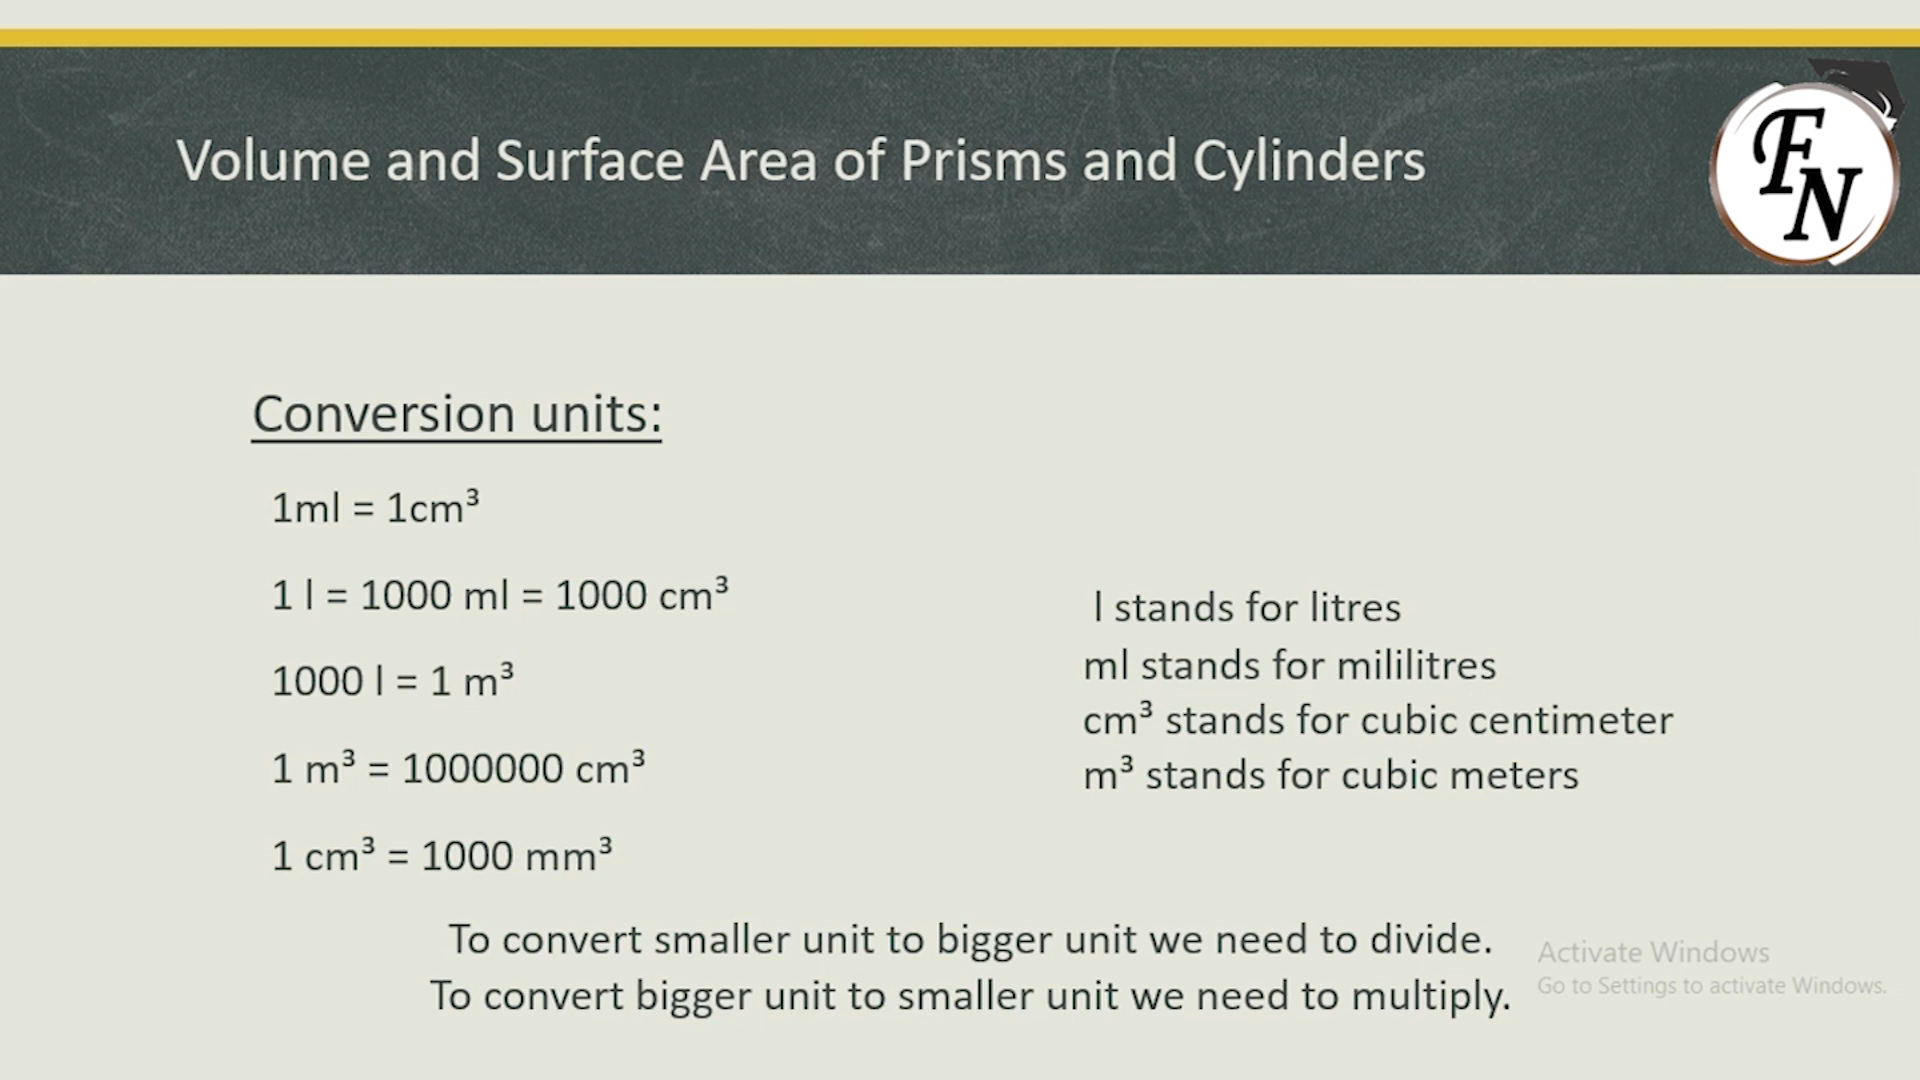 Volume and Surface Area of Prisms and Cylinders
FN
Conversion units:
1ml = 1cm³
1 l = 1000 ml = 1000 cm³
1000 l = 1 m³
1 m³ = 1000000 cm³
1 cm³ = 1000 mm³
l stands for litres
ml stands for mililitres
cm³ stands for cubic centimeter
m³ stands for cubic meters
To convert smaller unit to bigger unit we need to divide.
To convert bigger unit to smaller unit we need to multiply.
Activate Windows
Go to Settings to activate Windows.